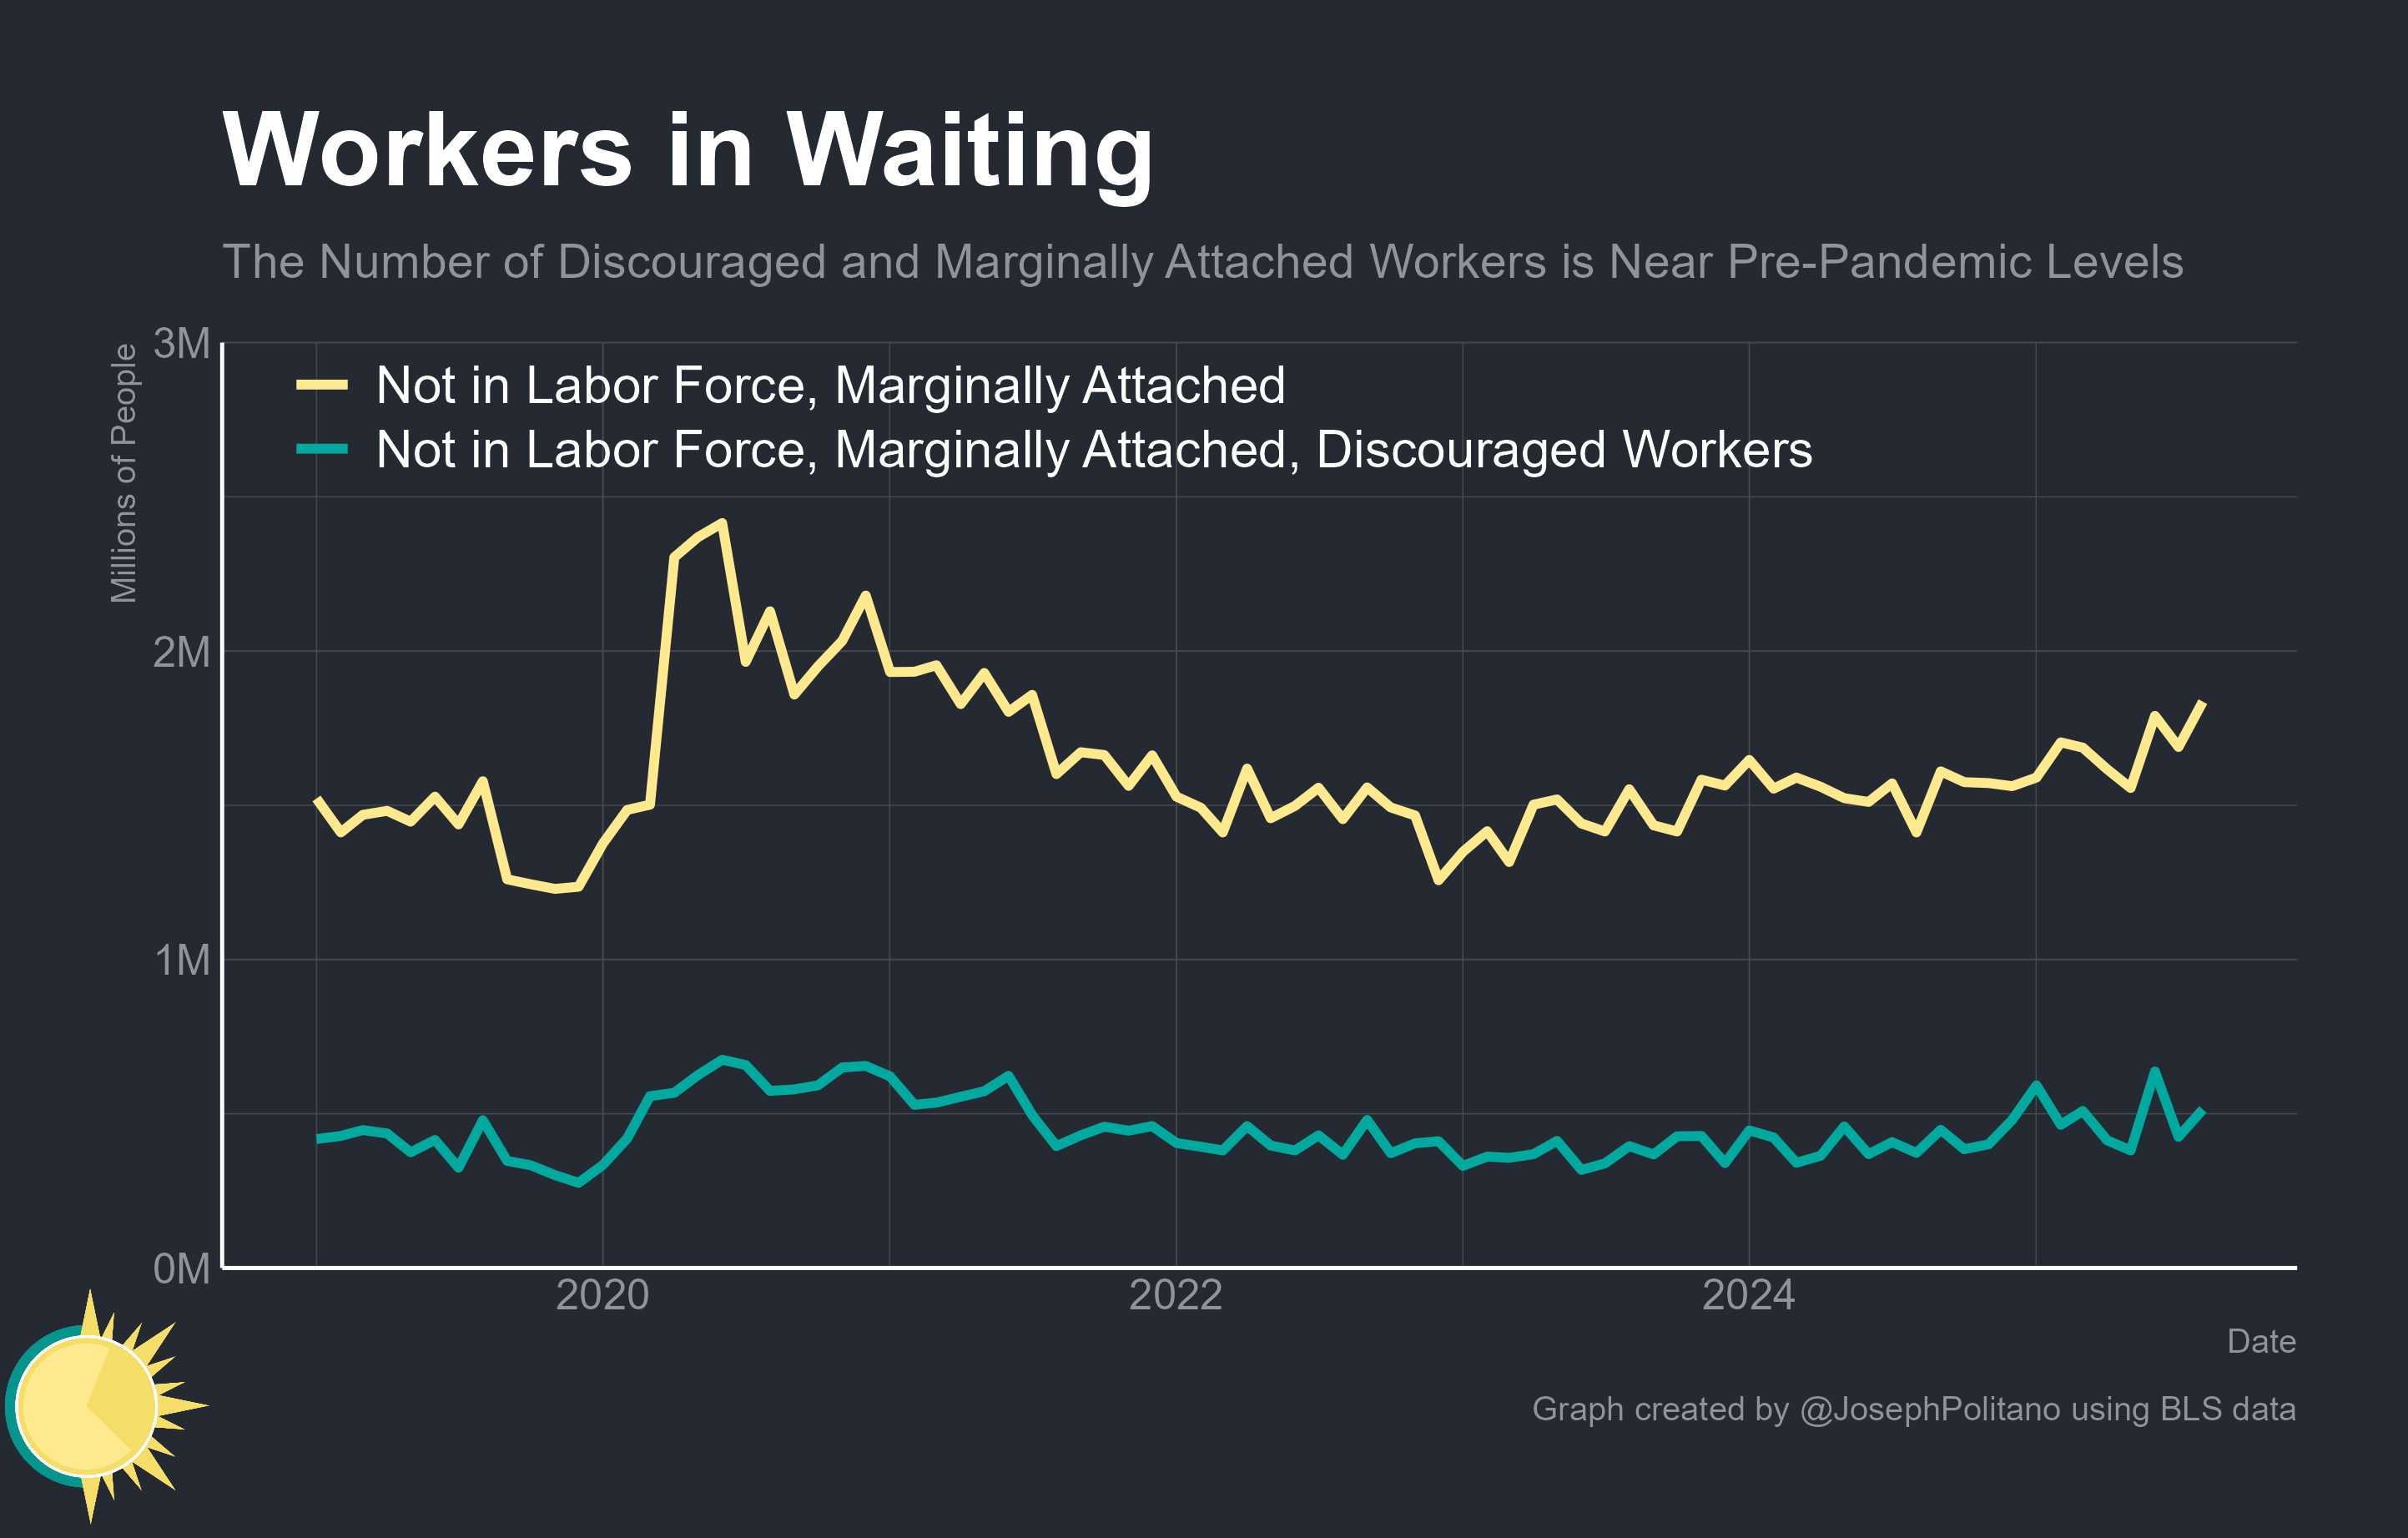 Workers in Waiting
The Number of Discouraged and Marginally Attached Workers is Near Pre-Pandemic Levels
Millions of People
3M
Not in Labor Force, Marginally Attached
Not in Labor Force, Marginally Attached, Discouraged Workers
2M
1M
0M
2020 2022 2024
Date
Graph created by @JosephPolitano using BLS data